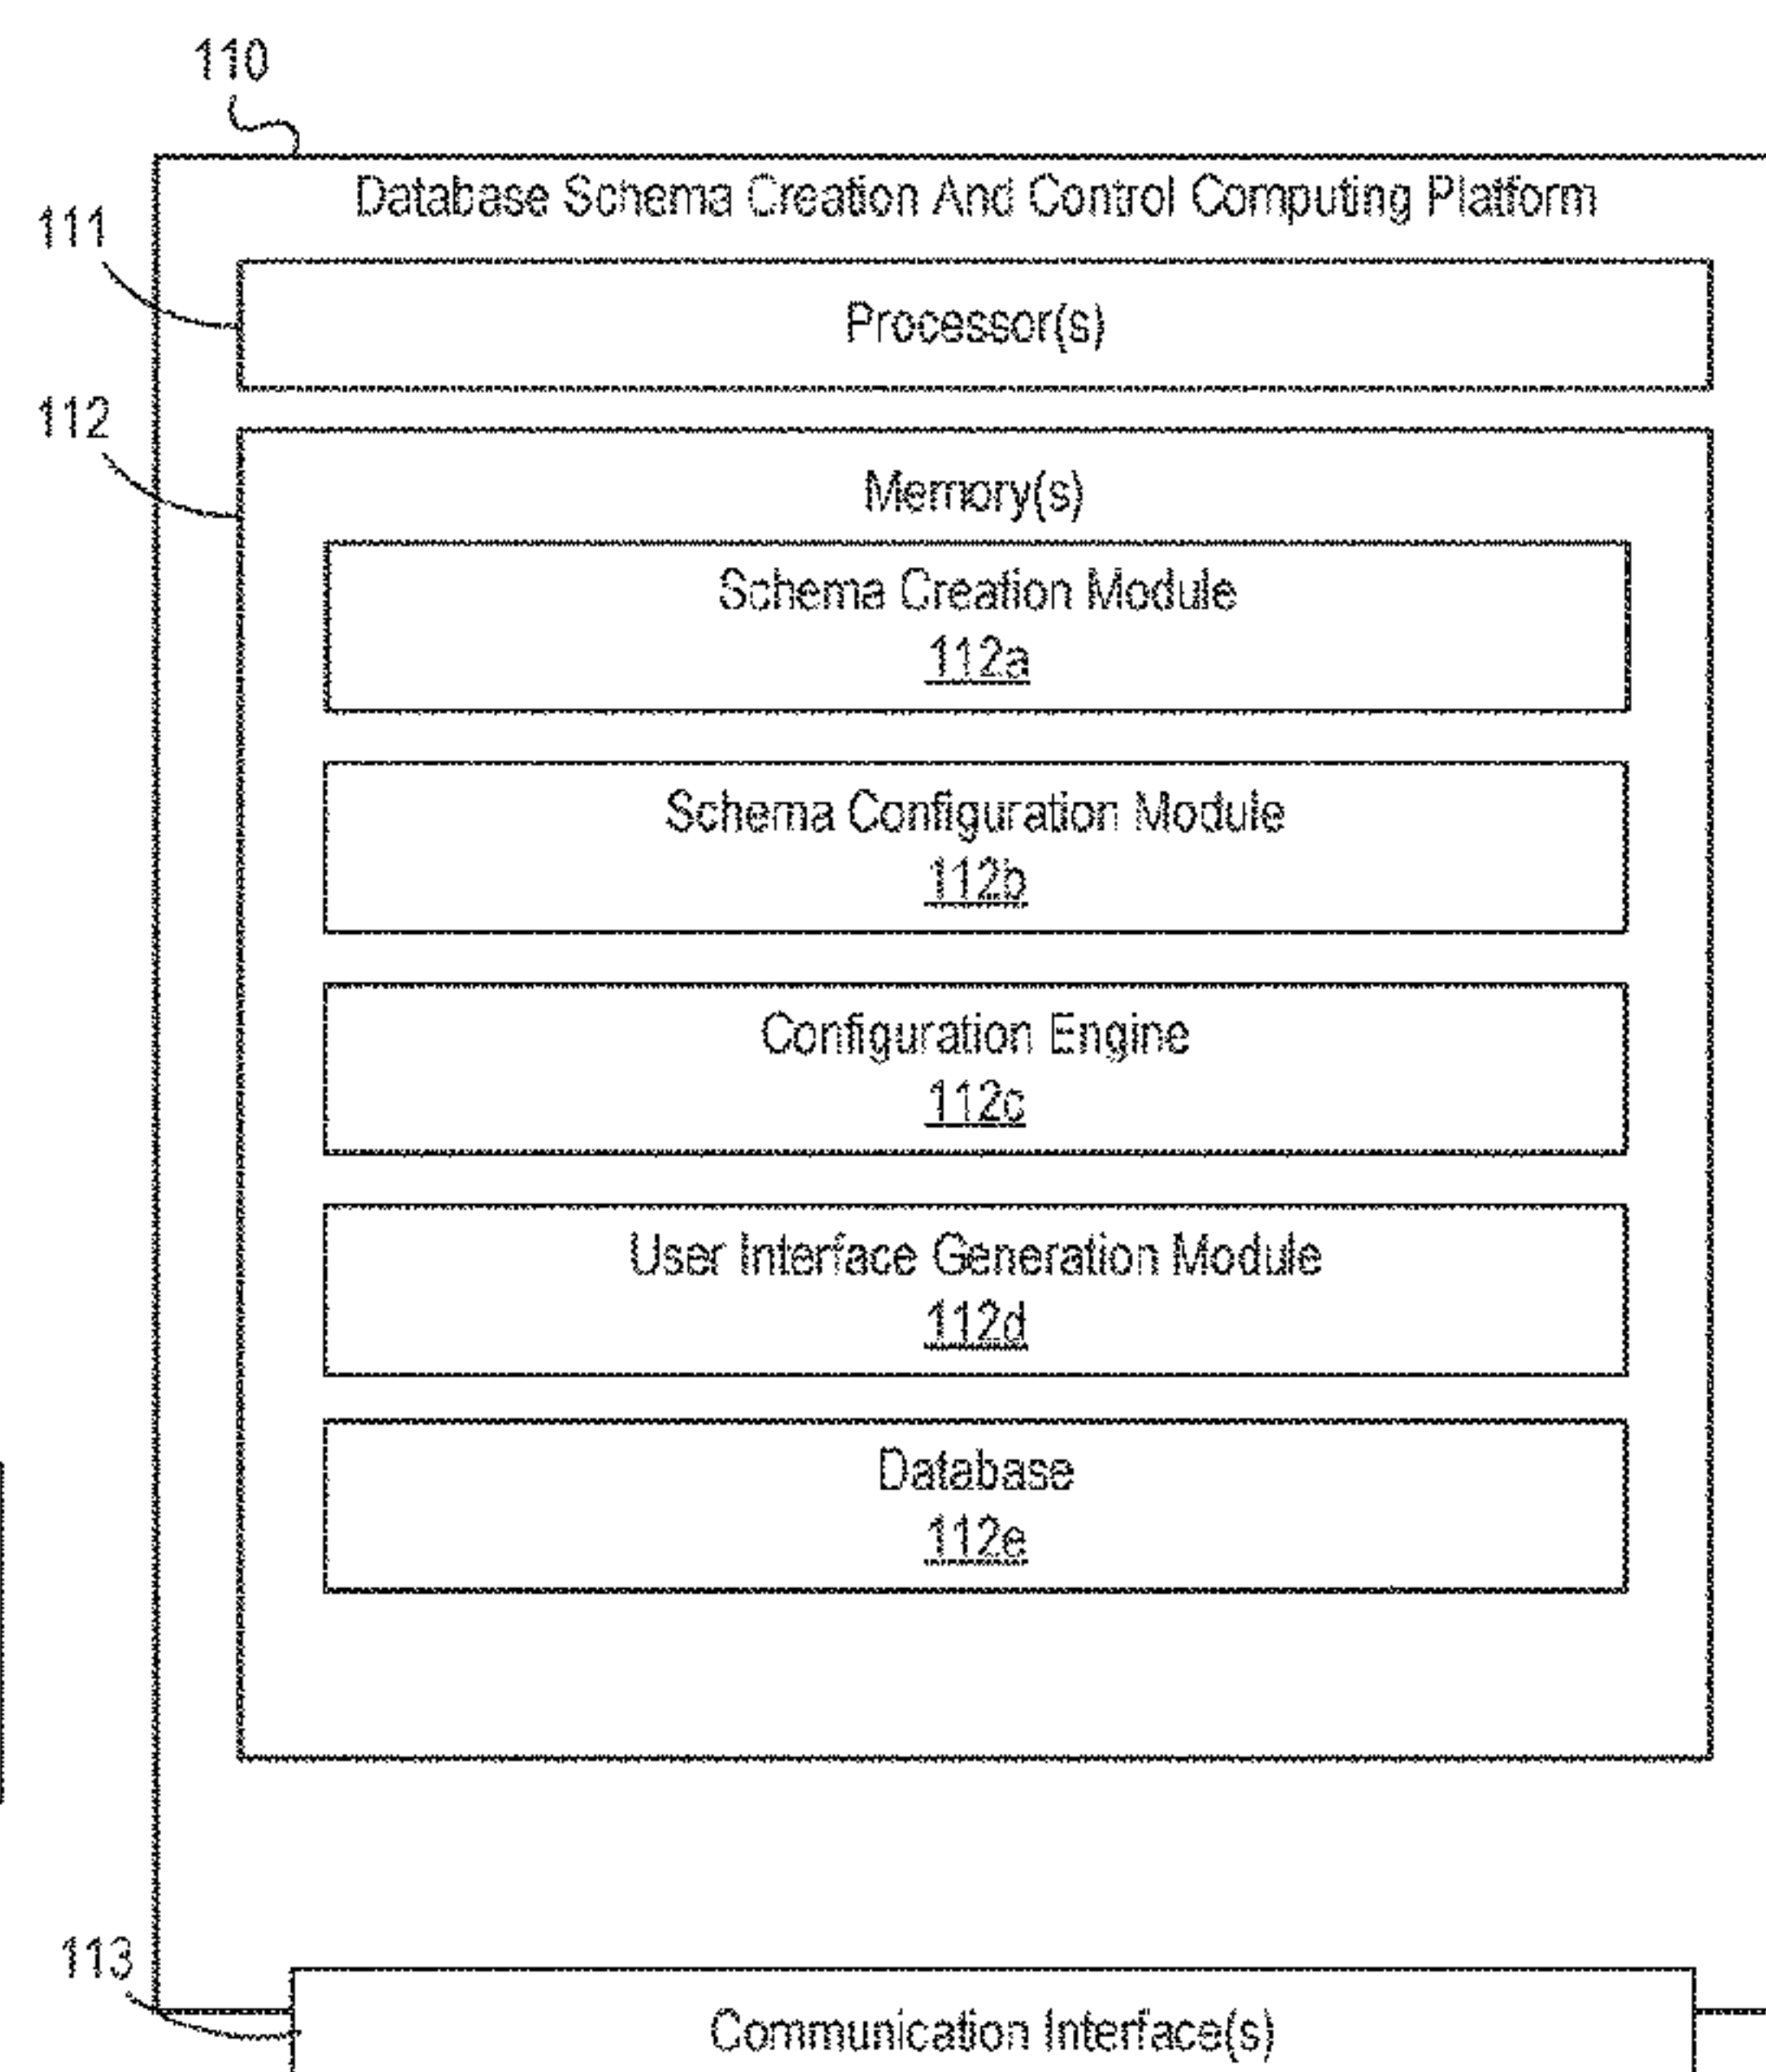 110
Database Schema Creation And Control Computing Platform
111
Processor(s)
112
Memory(s)
Schema Creation Module
112a
Schema Configuration Module
112b
Configuration Engine
112c
User Interface Generation Module
112d
Database
112e
113
Communication Interface(s)